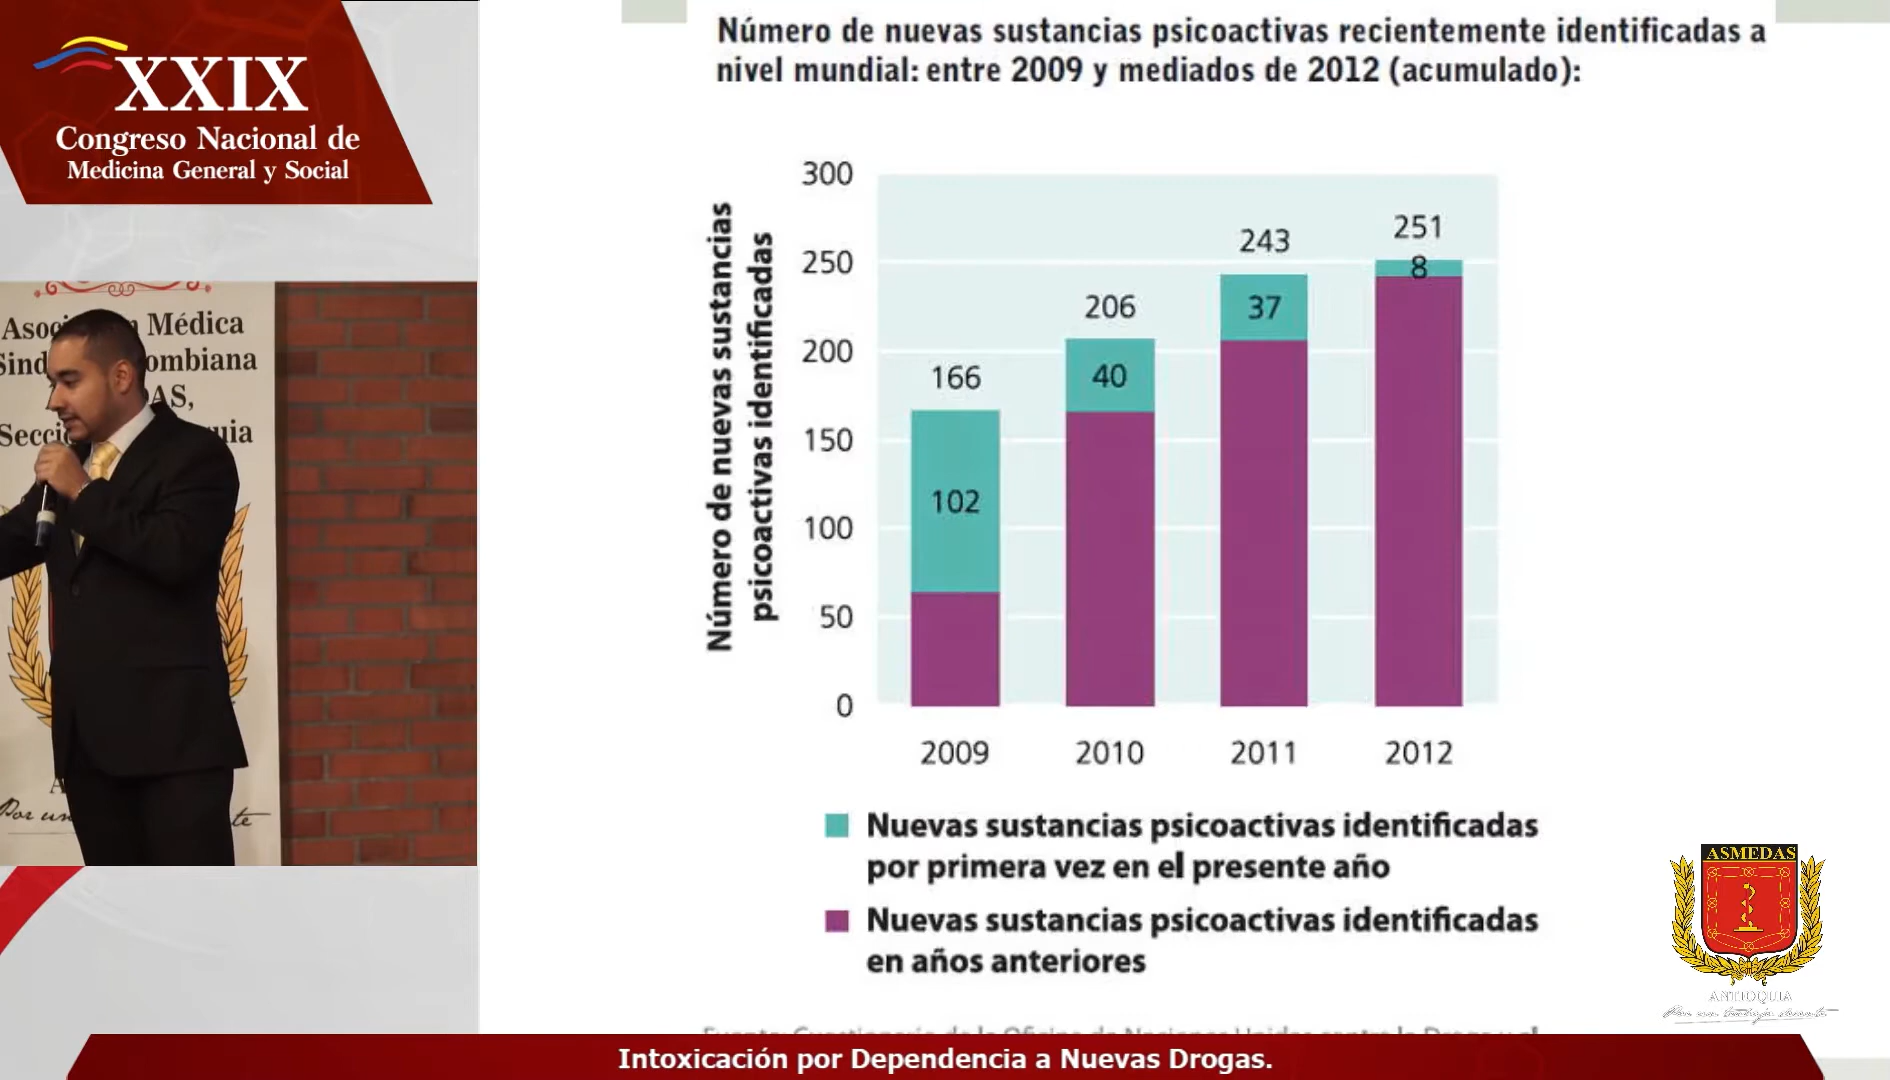 XXIX
Congreso Nacional de
Medicina General y Social
Médica
ombiana
AS,
uia
Número de nuevas sustancias psicoactivas recientemente identificadas a
nivel mundial: entre 2009 y mediados de 2012 (acumulado):
Número de nuevas sustancias
psicoactivas identificadas
300
250
200
150
100
50
0
166
102
206
40
243
37
251
8
2009 2010 2011 2012
Nuevas sustancias psicoactivas identificadas
por primera vez en el presente año
Nuevas sustancias psicoactivas identificadas
en años anteriores
ASMEDAS
ANTIOQUIA
Intoxicación por Dependencia a Nuevas Drogas.